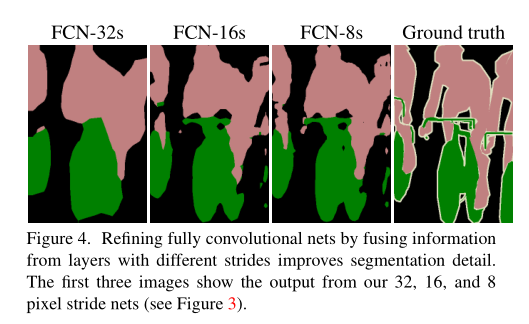 FCN-32s FCN-16s FCN-8s Ground truth
Figure 4. Refining fully convolutional nets by fusing information
from layers with different strides improves segmentation detail.
The first three images show the output from our 32, 16, and 8
pixel stride nets (see Figure 3).